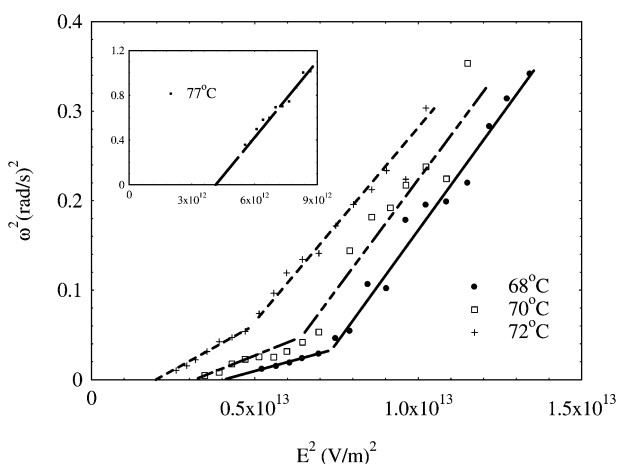 0.4
0.3
0.2
0.1
0
ω²(rad/s)²
1.2
0.8
0.4
0
77°C
0 3x10¹² 6x10¹² 9x10¹²
68°C
70°C
72°C
0 0.5x10¹³ 1.0x10¹³ 1.5x10¹³
E² (V/m)²